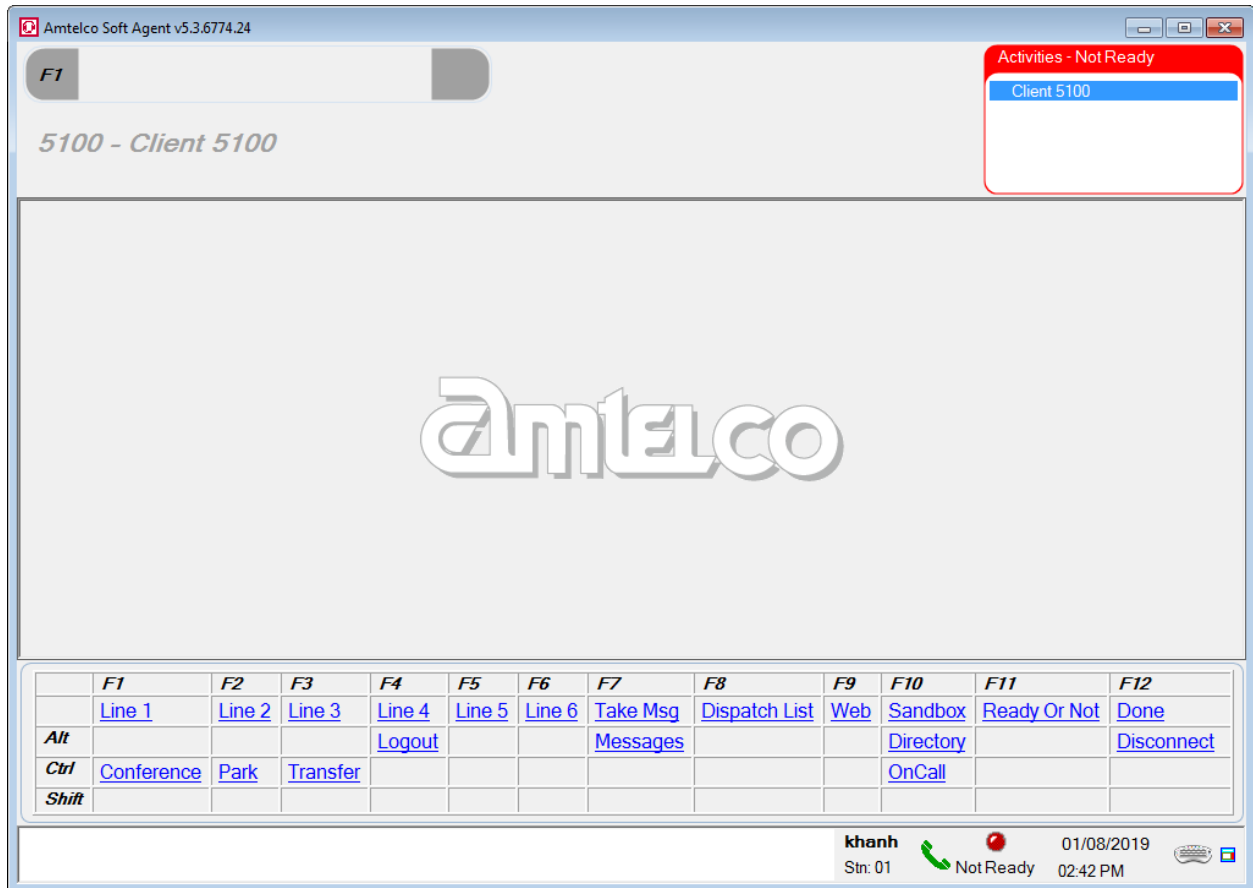 Amtelco Soft Agent v5.3.6774.24
F1
Activities - Not Ready
Client 5100
5100 - Client 5100
amtelco
F1 F2 F3 F4 F5 F6 F7 F8 F9 F10 F11 F12
Line 1 Line 2 Line 3 Line 4 Line 5 Line 6 Take Msg Dispatch List Web Sandbox Ready Or Not Done
Alt Logout Messages Directory Disconnect
Ctrl Conference Park Transfer OnCall
Shift
khanh 01/08/2019
Stn: 01 Not Ready 02:42 PM